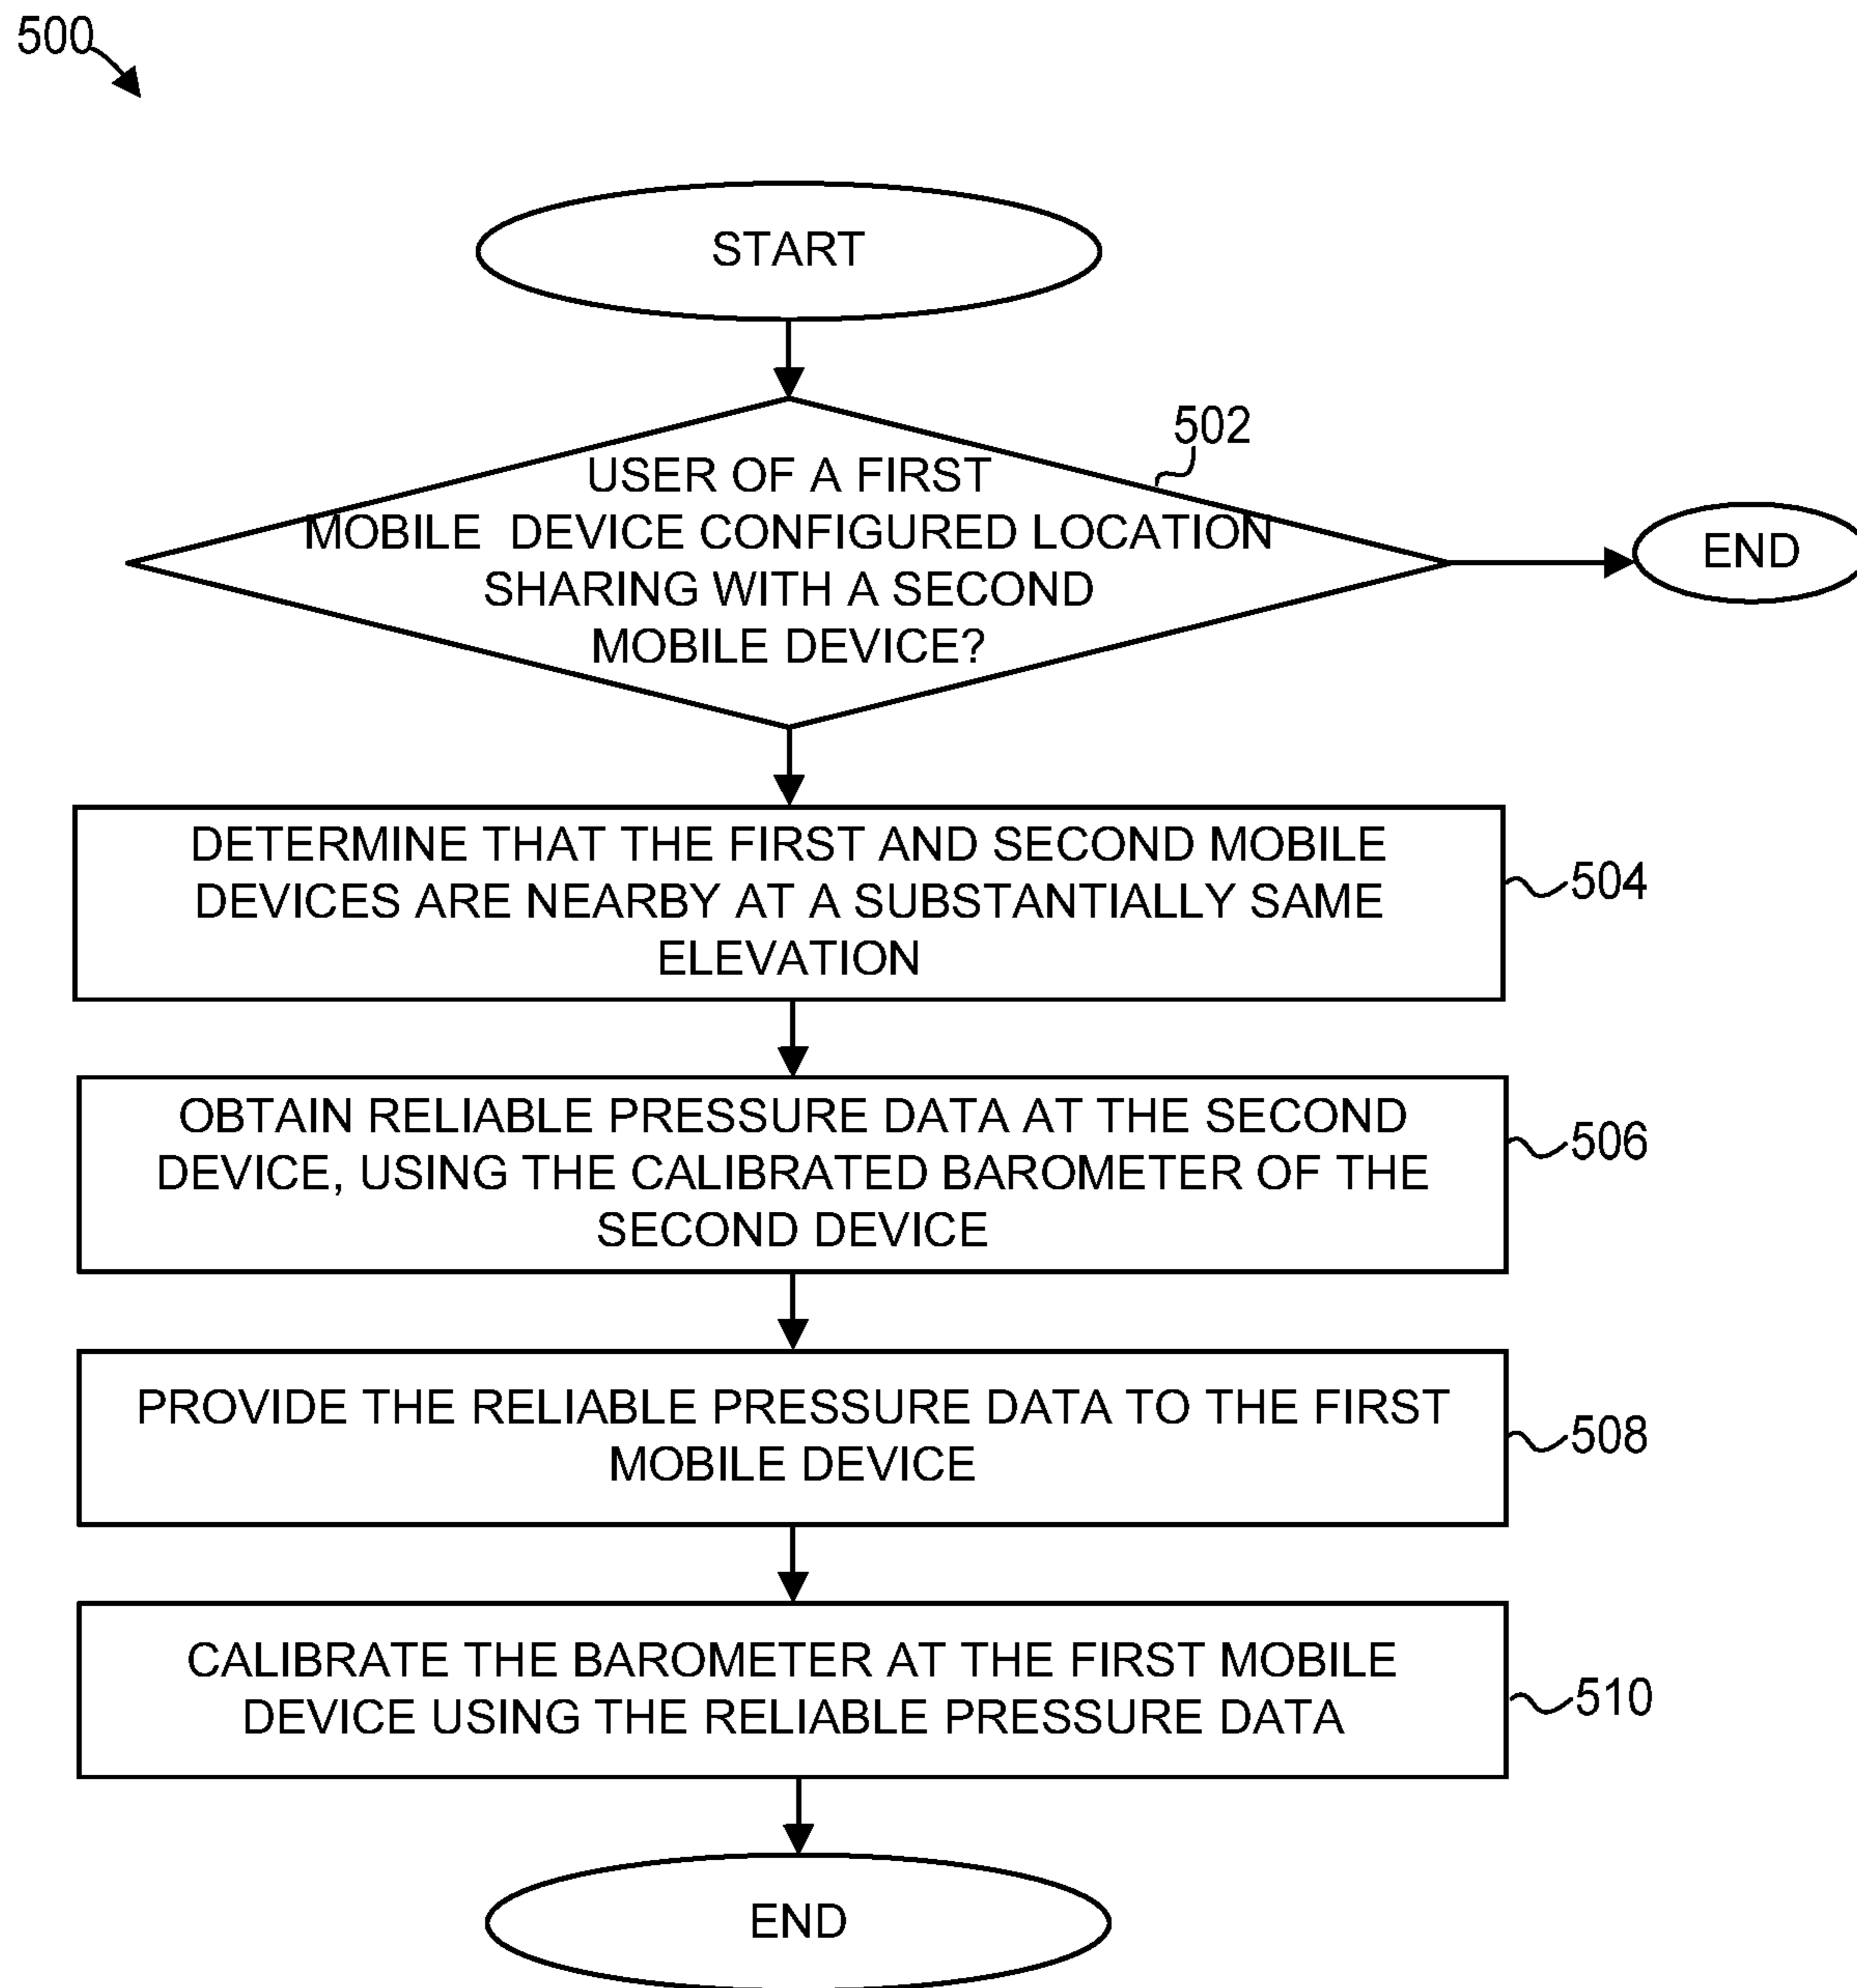 500
START
502
USER OF A FIRST
MOBILE DEVICE CONFIGURED LOCATION
SHARING WITH A SECOND
MOBILE DEVICE?
END
DETERMINE THAT THE FIRST AND SECOND MOBILE
DEVICES ARE NEARBY AT A SUBSTANTIALLY SAME
ELEVATION
504
OBTAIN RELIABLE PRESSURE DATA AT THE SECOND
DEVICE, USING THE CALIBRATED BAROMETER OF THE
SECOND DEVICE
506
PROVIDE THE RELIABLE PRESSURE DATA TO THE FIRST
MOBILE DEVICE
508
CALIBRATE THE BAROMETER AT THE FIRST MOBILE
DEVICE USING THE RELIABLE PRESSURE DATA
510
END